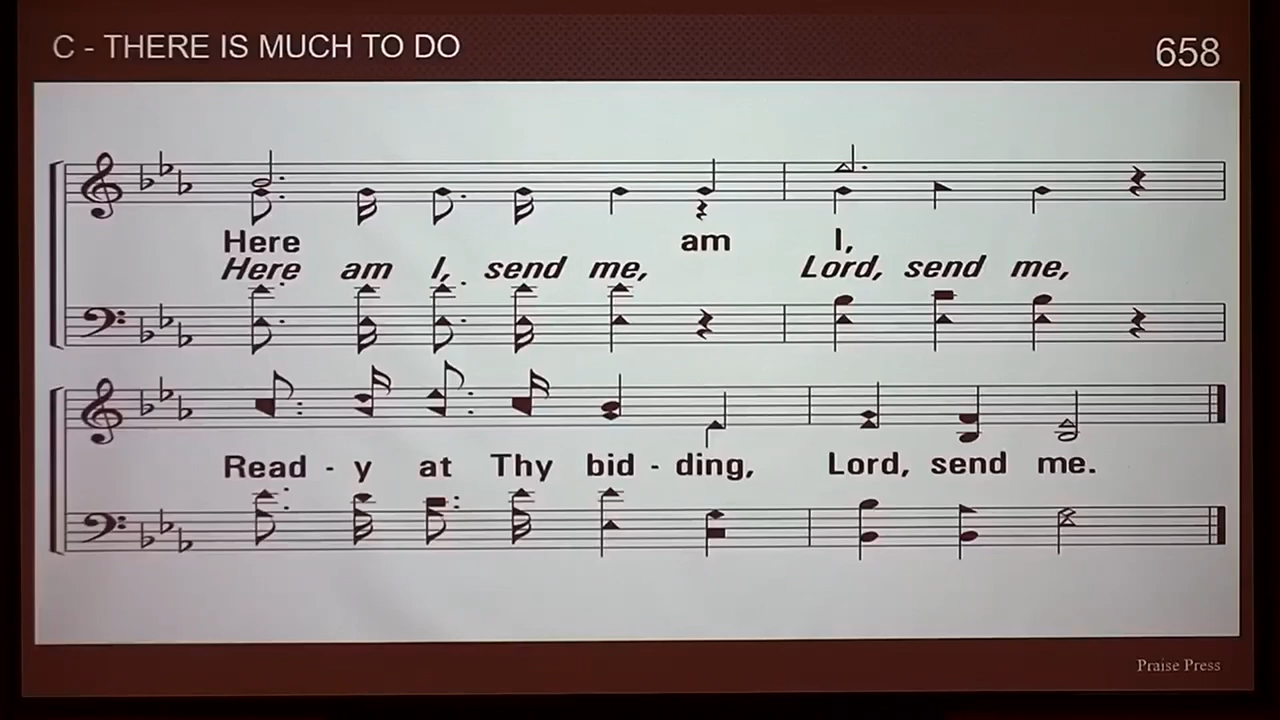 C - THERE IS MUCH TO DO
658
Here am I,
Here am I, send me, Lord, send me,
Read - y at Thy bid - ding, Lord, send me.
Praise Press